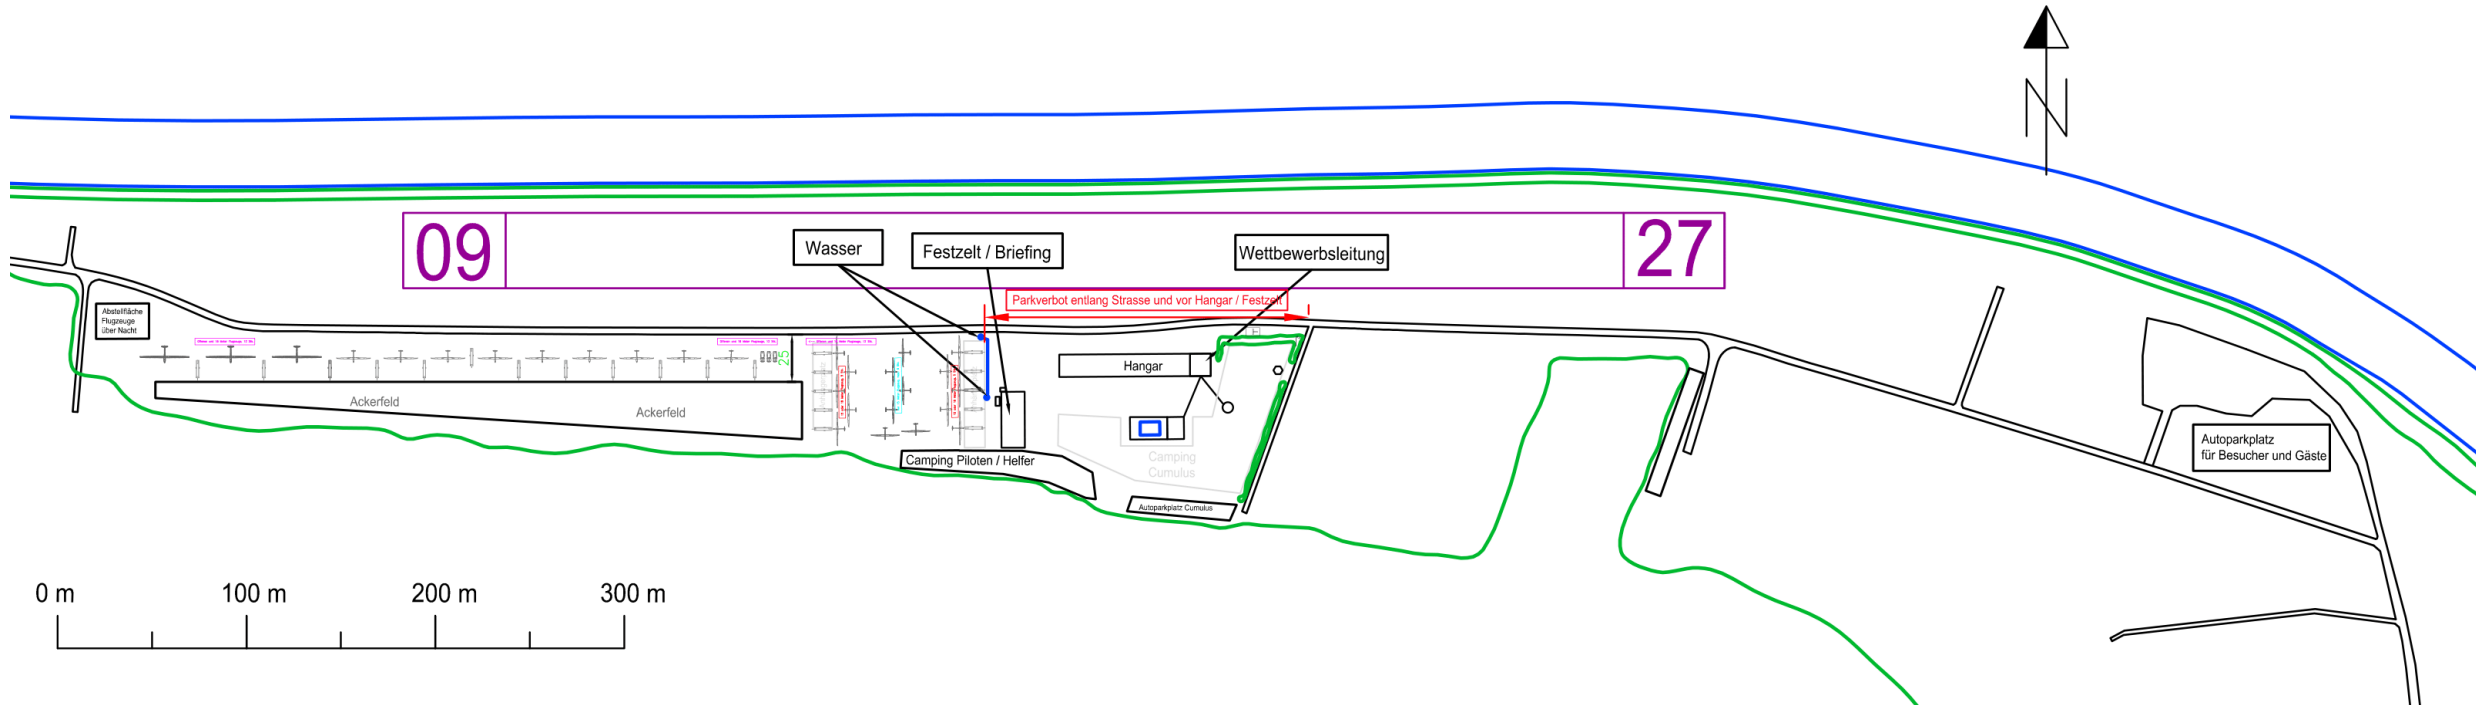 N
09
27
Wasser
Festzelt / Briefing
Wettbewerbsleitung
Parkverbot entlang Strasse und vor Hangar / Festzelt
Abstellfläche
Flugzeuge
über Nacht
25
Hangar
Ackerfeld
Ackerfeld
Camping Piloten / Helfer
Camping
Cumulus
Autoparkplatz Cumulus
Autoparkplatz
für Besucher und Gäste
0 m
100 m
200 m
300 m